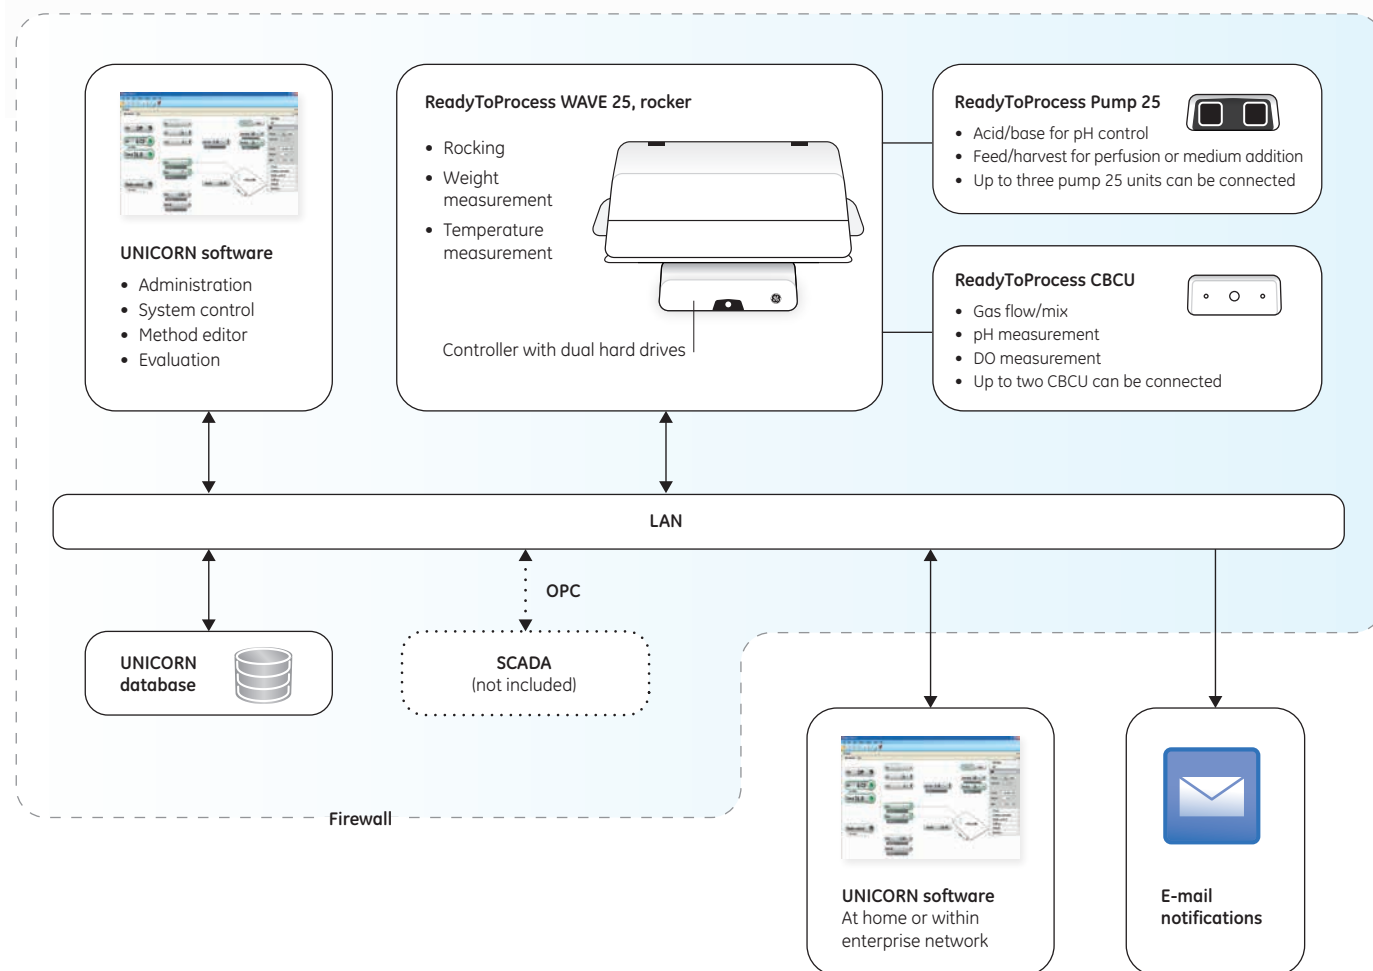 UNICORN software
• Administration
• System control
• Method editor
• Evaluation
ReadyToProcess WAVE 25, rocker
• Rocking
• Weight
measurement
• Temperature
measurement
Controller with dual hard drives
ReadyToProcess Pump 25
• Acid/base for pH control
• Feed/harvest for perfusion or medium addition
• Up to three pump 25 units can be connected
ReadyToProcess CBCU
• Gas flow/mix
• pH measurement
• DO measurement
• Up to two CBCU can be connected
LAN
OPC
UNICORN
database
SCADA
(not included)
Firewall
UNICORN software
At home or within
enterprise network
E-mail
notifications